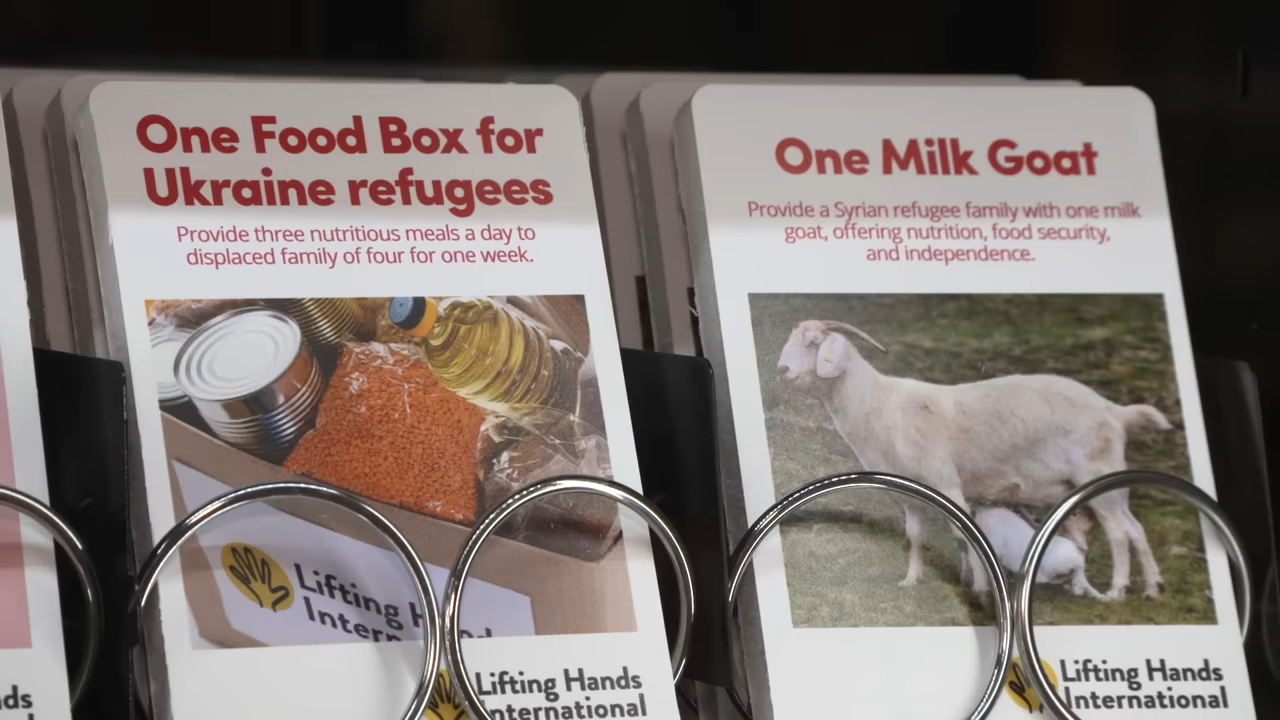 One Food Box for
Ukraine refugees
Provide three nutritious meals a day to
displaced family of four for one week.
Lifting
Lifting Hands
International
One Milk Goat
Provide a Syrian refugee family with one milk
goat, offering nutrition, food security,
and independence.
Lifting Hands
International